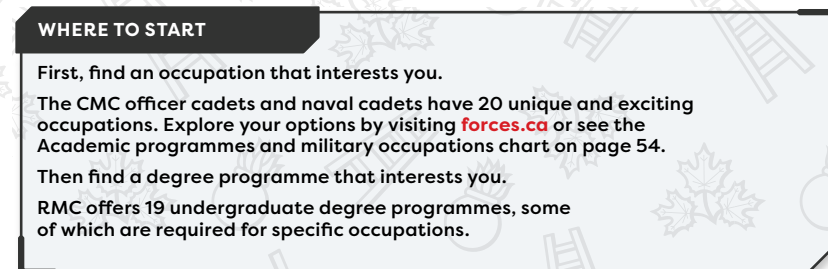 WHERE TO START
First, find an occupation that interests you.
The CMC officer cadets and naval cadets have 20 unique and exciting
occupations. Explore your options by visiting forces.ca or see the
Academic programmes and military occupations chart on page 54.
Then find a degree programme that interests you.
RMC offers 19 undergraduate degree programmes, some
of which are required for specific occupations.